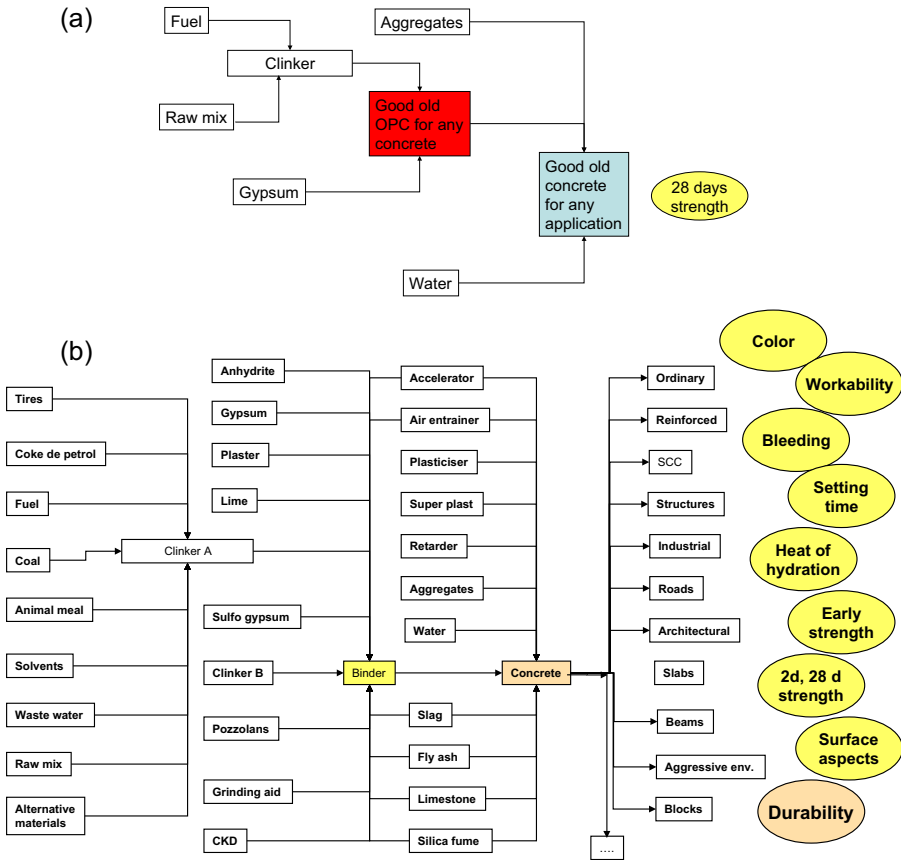 (a)
Fuel
Aggregates
Clinker
Raw mix
Good old
OPC for any
concrete
Gypsum
Good old
concrete
for any
application
28 days
strength
Water
(b)
Tires
Coke de petrol
Fuel
Coal
Clinker A
Animal meal
Solvents
Waste water
Raw mix
Alternative
materials
Anhydrite
Gypsum
Plaster
Lime
Sulfo gypsum
Clinker B
Binder
Pozzolans
Grinding aid
CKD
Accelerator
Air entrainer
Plasticiser
Super plast
Retarder
Aggregates
Water
Concrete
Slag
Fly ash
Limestone
Silica fume
Ordinary
Reinforced
SCC
Structures
Industrial
Roads
Architectural
Slabs
Beams
Aggressive env.
Blocks
....
Color
Workability
Bleeding
Setting
time
Heat of
hydration
Early
strength
2d, 28 d
strength
Surface
aspects
Durability